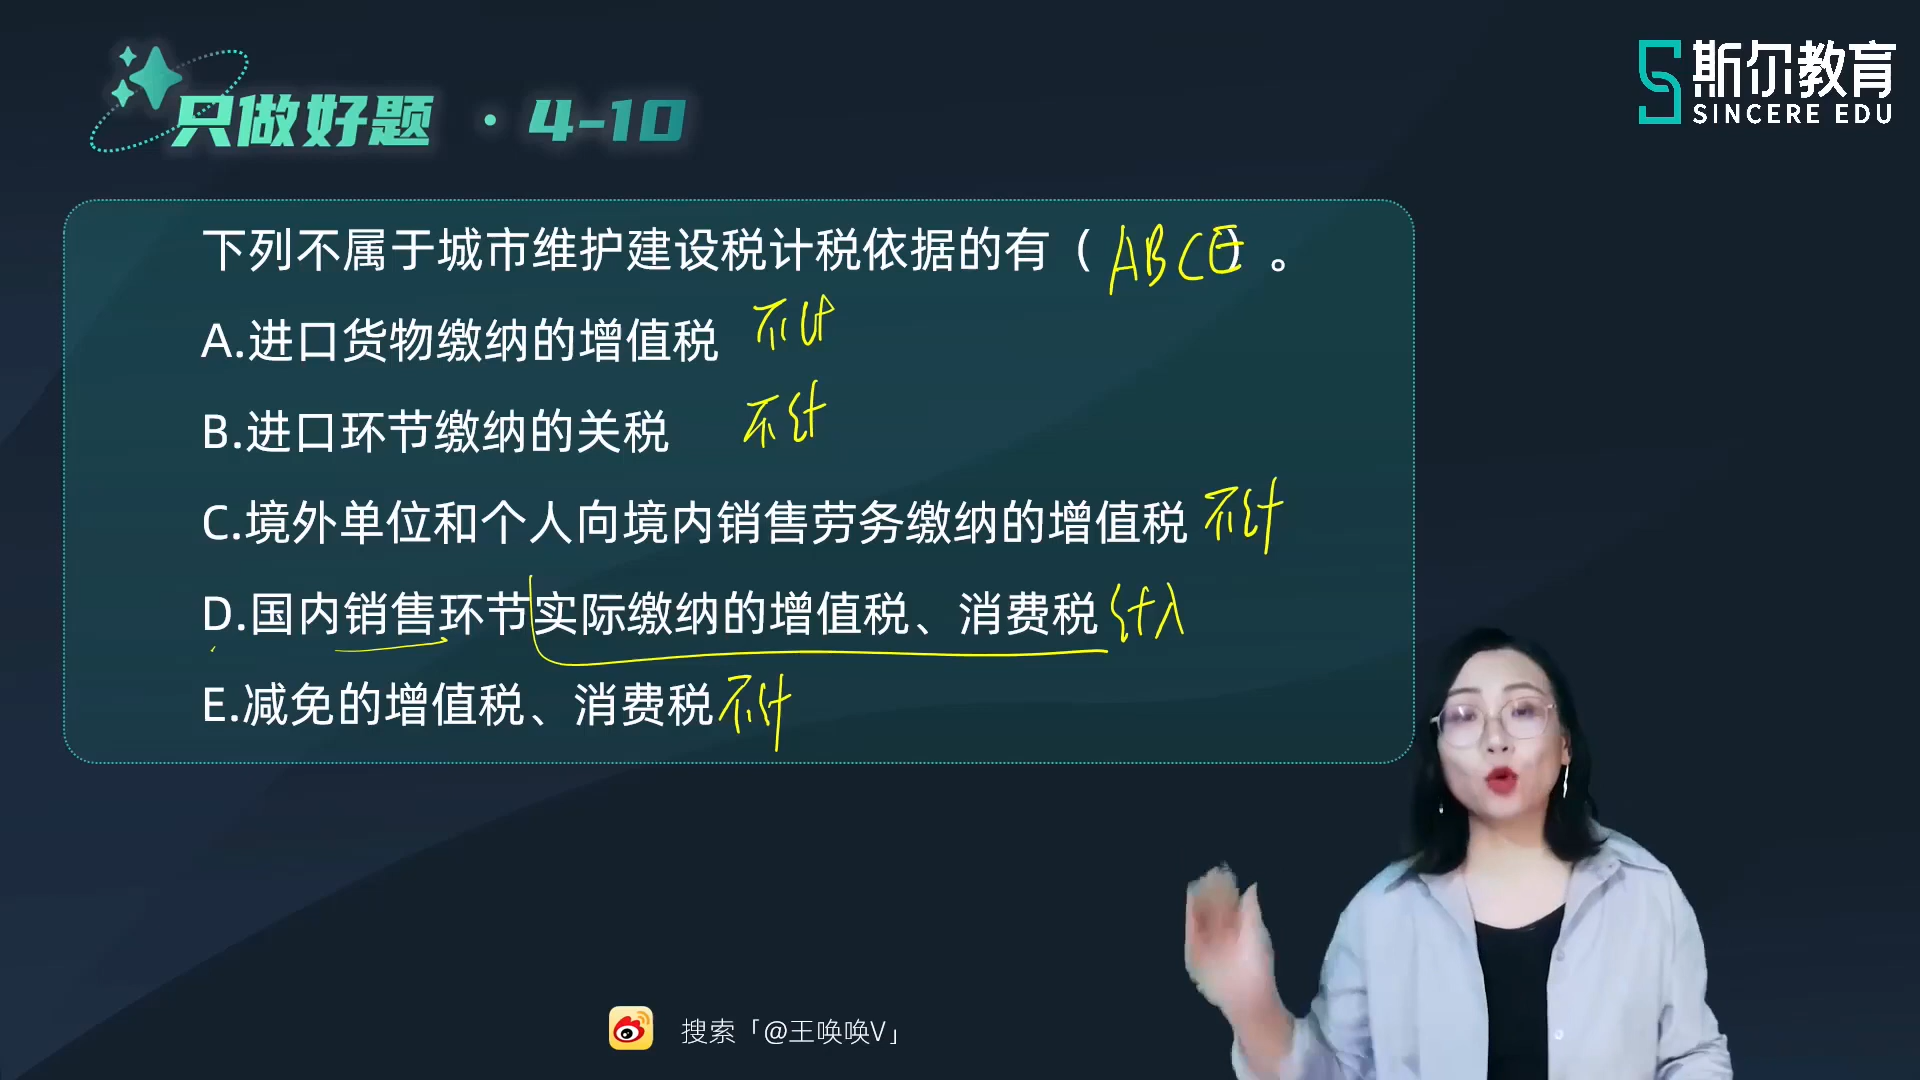 只做好题 · 4-10
斯尔教育
SINCERE EDU
下列不属于城市维护建设税计税依据的有（ABCE）。
A.进口货物缴纳的增值税 不计
B.进口环节缴纳的关税 不计
C.境外单位和个人向境内销售劳务缴纳的增值税 不计
D.国内销售环节实际缴纳的增值税、消费税 计入
E.减免的增值税、消费税 不计
搜索「@王唤唤V」